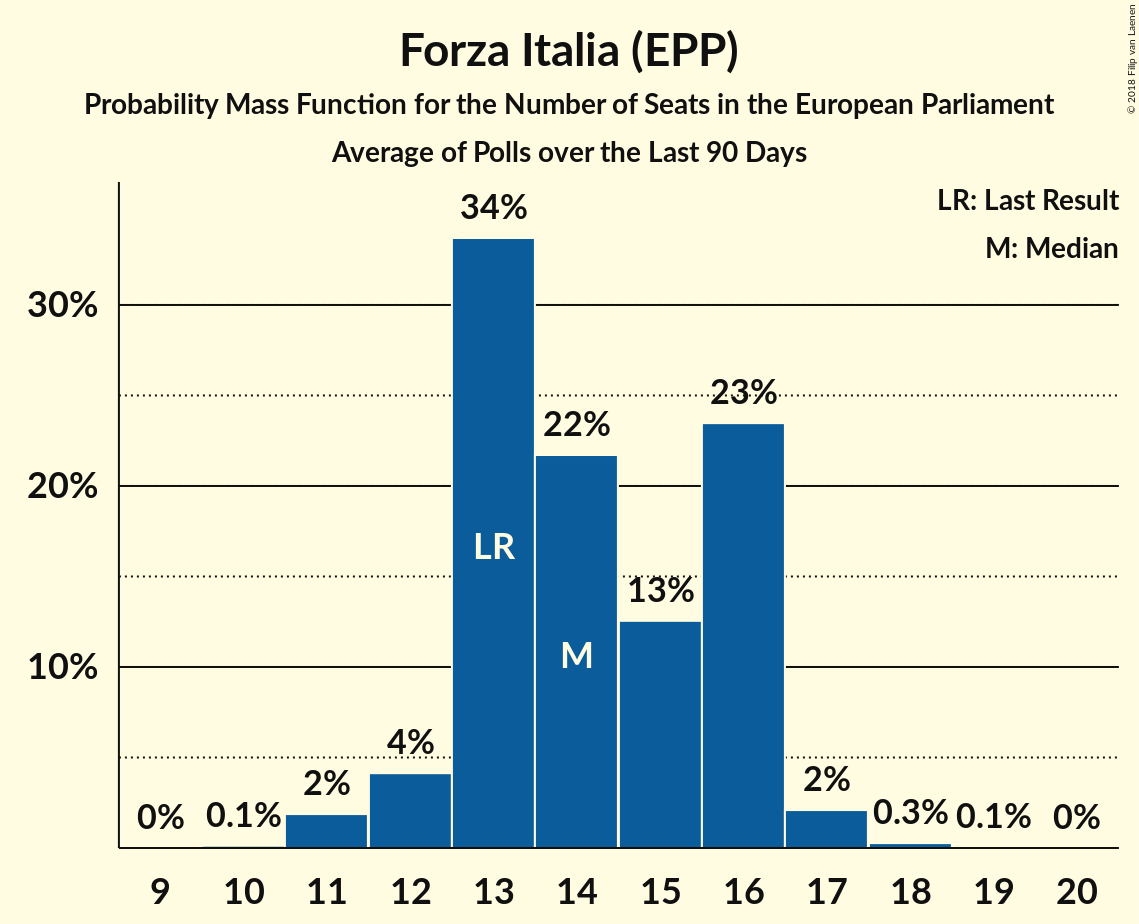 Forza Italia (EPP)
Probability Mass Function for the Number of Seats in the European Parliament
Average of Polls over the Last 90 Days
© 2018 Filip van Laenen
LR: Last Result
M: Median
34%
30%
23%
22%
20%
LR
13%
M
10%
4%
2%
2%
0%
0.1%
0.3%
0.1%
0%
9 10 11 12 13 14 15 16 17 18 19 20